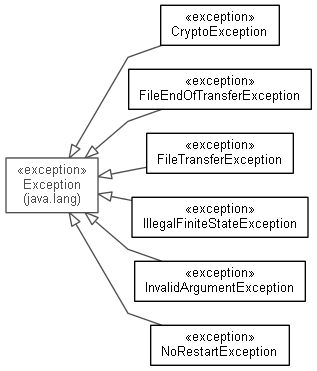 «exception»
CryptoException
«exception»
FileEndOfTransferException
«exception»
FileTransferException
«exception»
Exception
(java.lang)
«exception»
IllegalFiniteStateException
«exception»
InvalidArgumentException
«exception»
NoRestartException